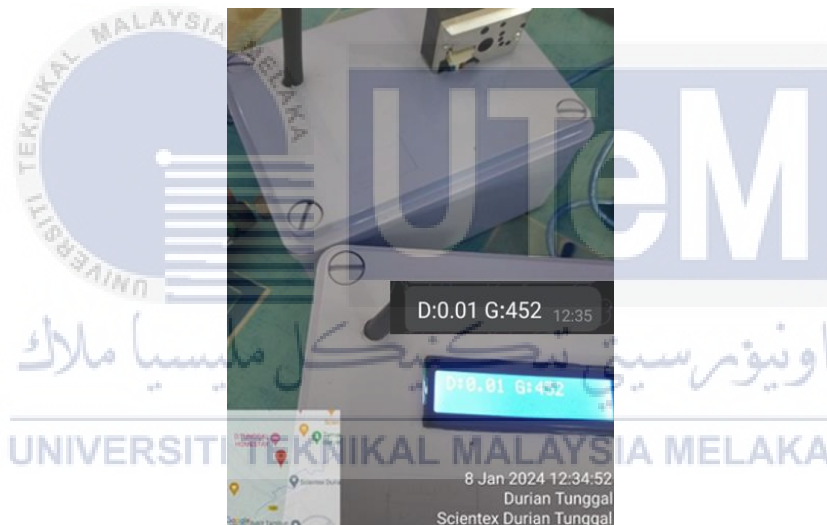 UNIVERSITI TEKNIKAL MALAYSIA MELAKA
UTeM
D:0.01 G:452 12:35
D:0.01 G:452
اونيۏرسيتي تيكنيكل مليسيا ملاك
UNIVERSITI TEKNIKAL MALAYSIA MELAKA
8 Jan 2024 12:34:52
Durian Tunggal
Scientex Durian Tunggal